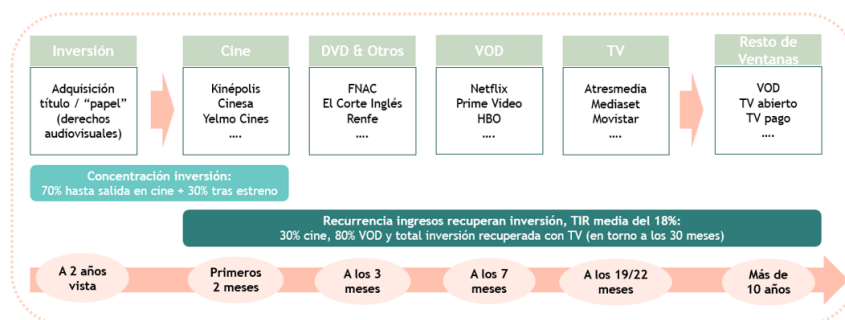 Inversión
Adquisición
título / “papel”
(derechos
audiovisuales)
Cine
Kinépolis
Cinesa
Yelmo Cines
....
DVD & Otros
FNAC
El Corte Inglés
Renfe
....
VOD
Netflix
Prime Video
HBO
....
TV
Atresmedia
Mediaset
Movistar
....
Resto de
Ventanas
VOD
TV abierto
TV pago
....
Concentración inversión:
70% hasta salida en cine + 30% tras estreno
Recurrencia ingresos recuperan inversión, TIR media del 18%:
30% cine, 80% VOD y total inversión recuperada con TV (en torno a los 30 meses)
A 2 años
vista
Primeros
2 meses
A los 3
meses
A los 7
meses
A los 19/22
meses
Más de
10 años